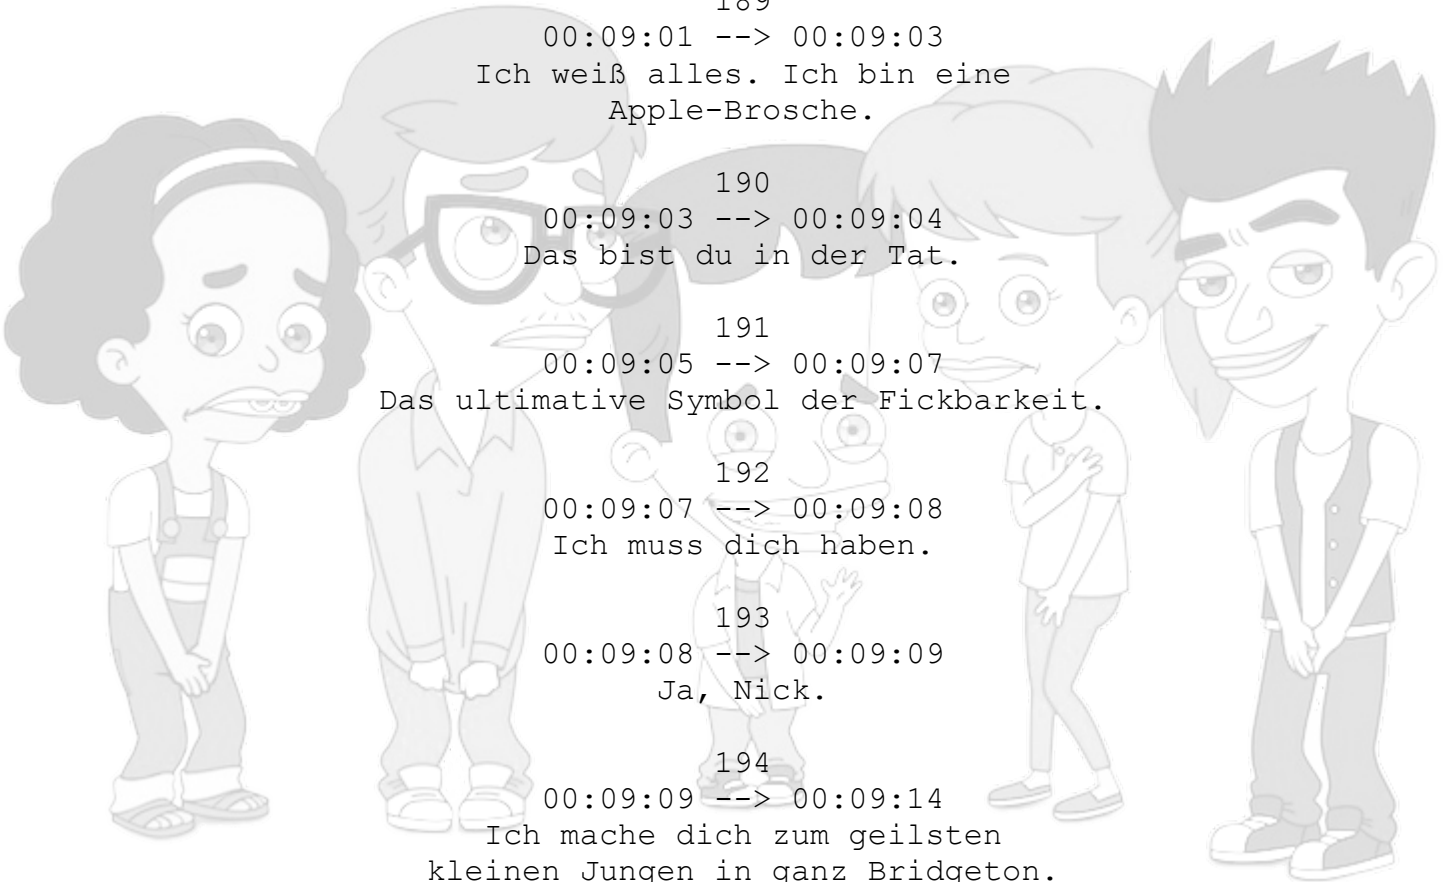 189
00:09:01 --> 00:09:03
Ich weiß alles. Ich bin eine
Apple-Brosche.
190
00:09:03 --> 00:09:04
Das bist du in der Tat.
191
00:09:05 --> 00:09:07
Das ultimative Symbol der Fickbarkeit.
192
00:09:07 --> 00:09:08
Ich muss dich haben.
193
00:09:08 --> 00:09:09
Ja, Nick.
194
00:09:09 --> 00:09:14
Ich mache dich zum geilsten
kleinen Jungen in ganz Bridgeton.